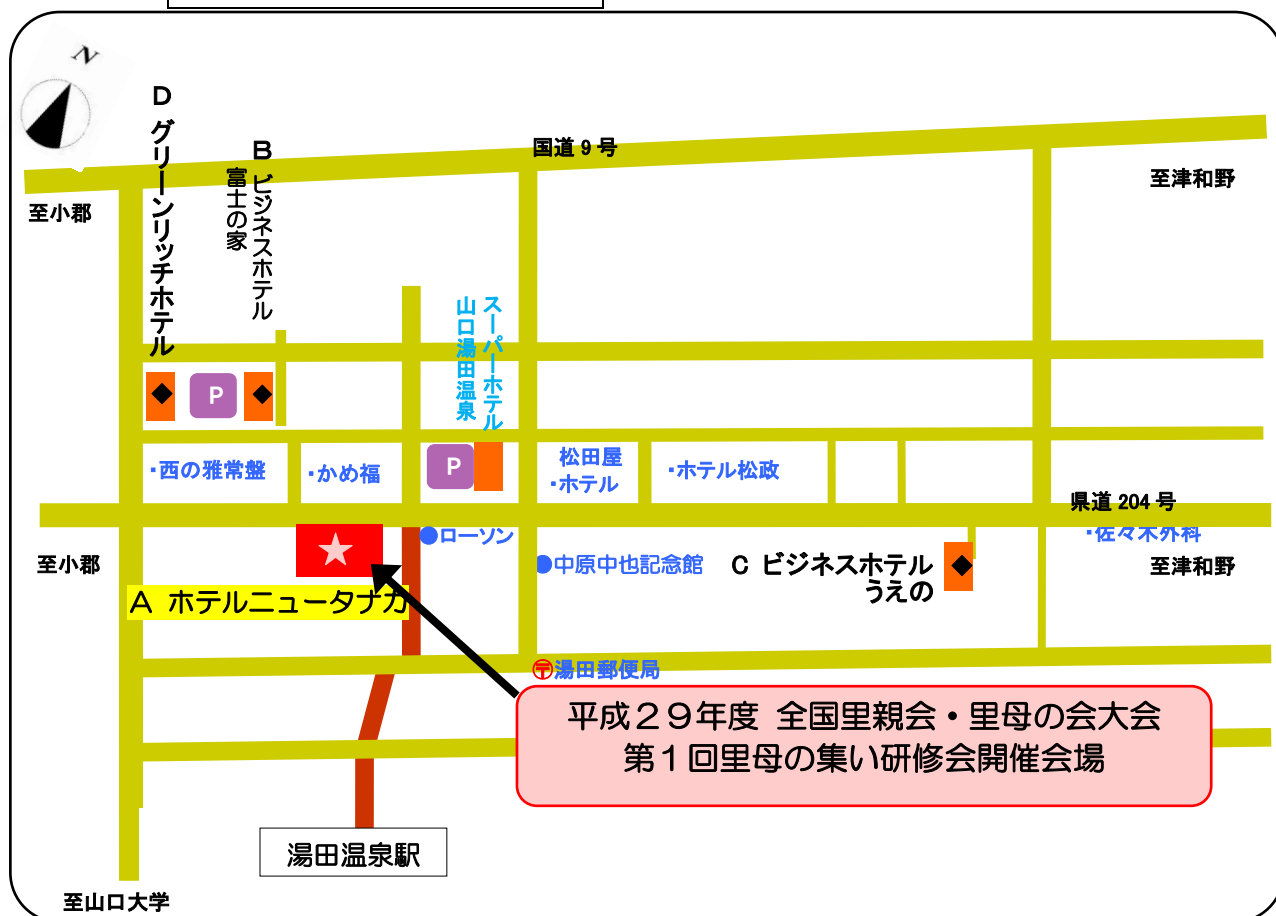 N
D グリーンリッチホテル
B ビジネスホテル
富士の家
国道 9 号
至小郡
至津和野
スーパーホテル
山口湯田温泉
P
P
・西の雅常盤
・かめ福
松田屋
・ホテル
・ホテル松政
県道 204 号
●ローソン
・佐々木外科
至小郡
●中原中也記念館
C ビジネスホテル
うえの
至津和野
A ホテルニュータナカ
〒湯田郵便局
平成29年度 全国里親会・里母の会大会
第1回里母の集い研修会開催会場
湯田温泉駅
至山口大学